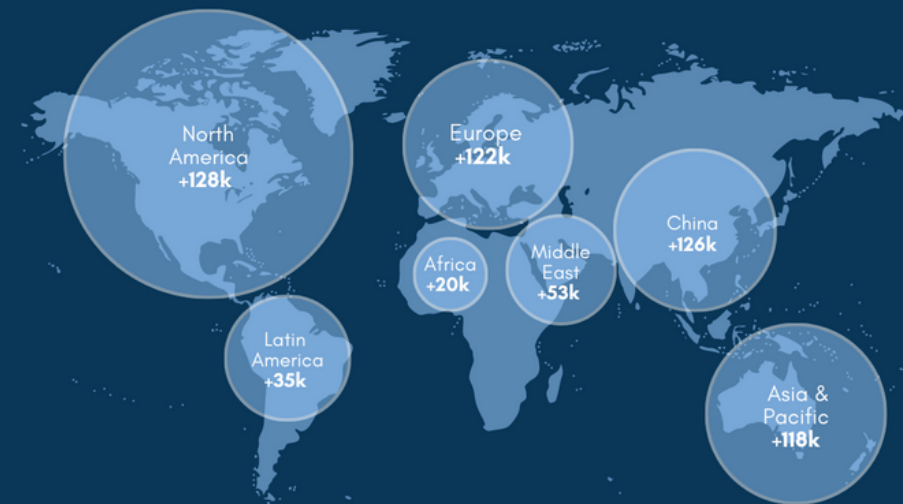 North
America
+128k
Europe
+122k
China
+126k
Africa
+20k
Middle
East
+53k
Latin
America
+35k
Asia &
Pacific
+118k